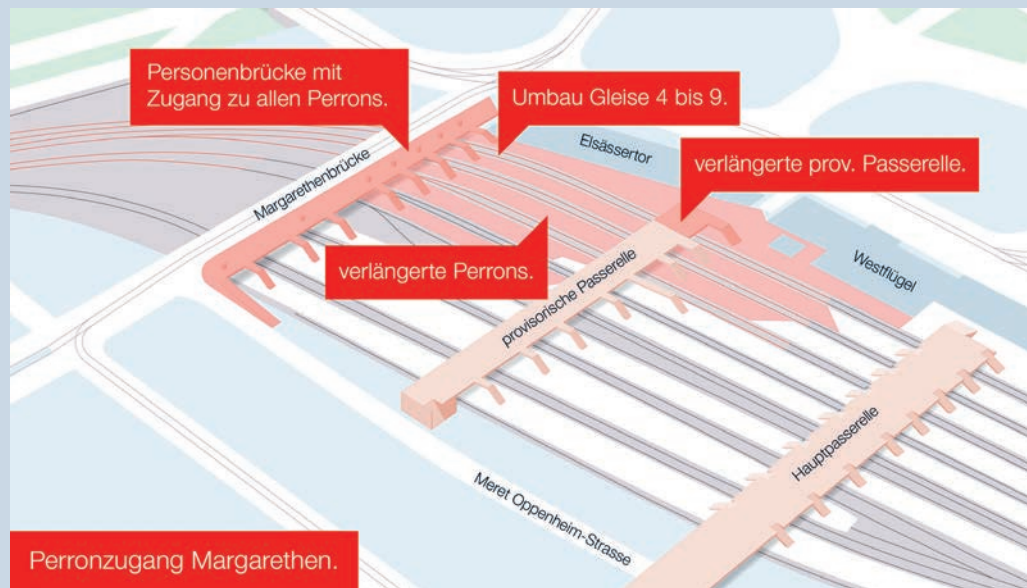 Personenbrücke mit
Zugang zu allen Perrons.
Umbau Gleise 4 bis 9.
Elsässertor
verlängerte prov. Passerelle.
Margarethenbrücke
verlängerte Perrons.
Westflügel
provisorische Passerelle
Hauptpasserelle
Meret Oppenheim-Strasse
Perronzugang Margarethen.